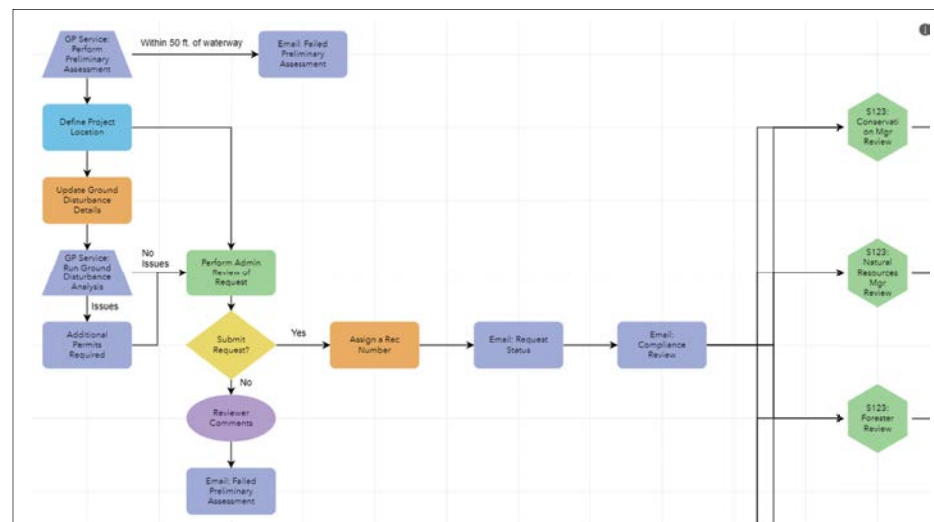 GP Service:
Perform
Preliminary
Assessment
Within 50 ft. of waterway
Email: Failed
Preliminary
Assessment
Define Project
Location
S123:
Conservati
on Mgr
Review
Update Ground
Disturbance
Details
GP Service:
Run Ground
Disturbance
Analysis
No
Issues
Perform Admin
Review of
Request
S123:
Natural
Resources
Mgr
Review
Issues
Additional
Permits
Required
Submit
Request?
Yes
Assign a Rec
Number
Email: Request
Status
Email:
Compliance
Review
No
Reviewer
Comments
S123:
Forester
Review
Email: Failed
Preliminary
Assessment